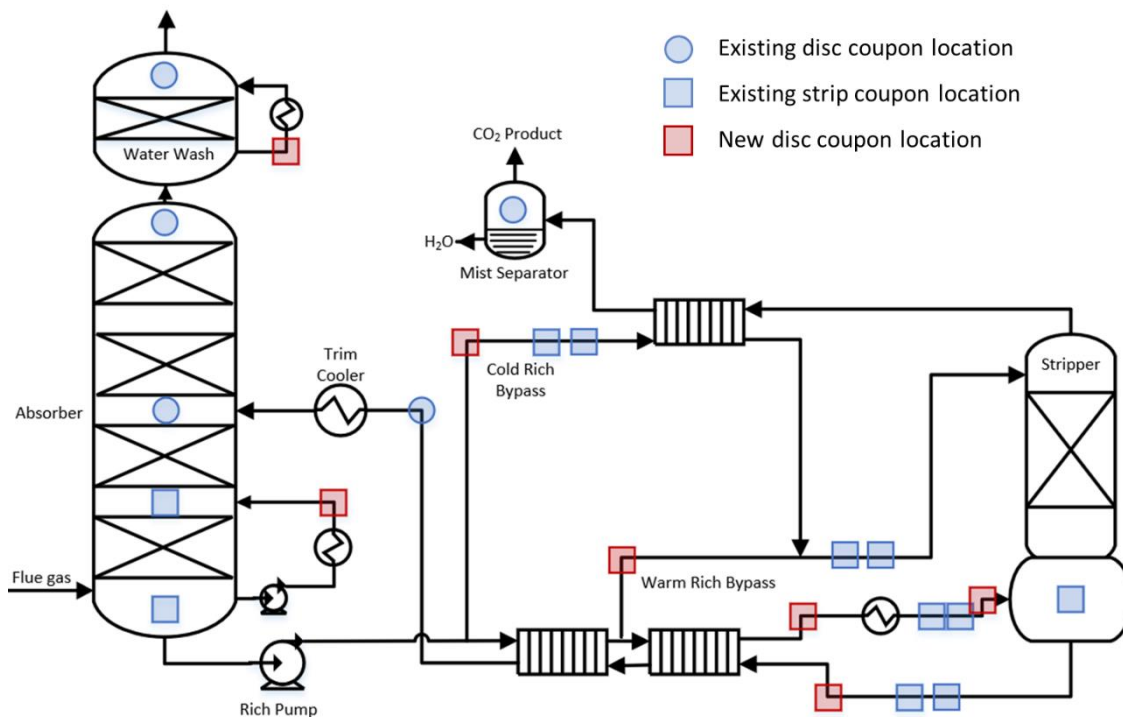 Existing disc coupon location
Existing strip coupon location
New disc coupon location
Water Wash
CO₂ Product
H₂O
Mist Separator
Trim
Cooler
Cold Rich
Bypass
Stripper
Absorber
Flue gas
Warm Rich Bypass
Rich Pump